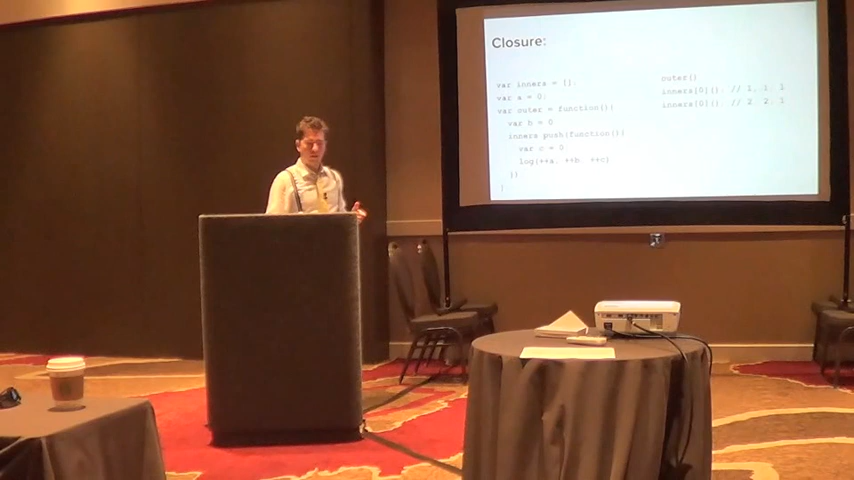 Closure:
var inners = [];
var a = 0;
var outer = function() {
var b = 0
inners.push(function() {
var c = 0
log(++a, ++b, ++c)
})
}
outer()
inners[0](); // 1, 1, 1
inners[0](); // 2, 2, 1